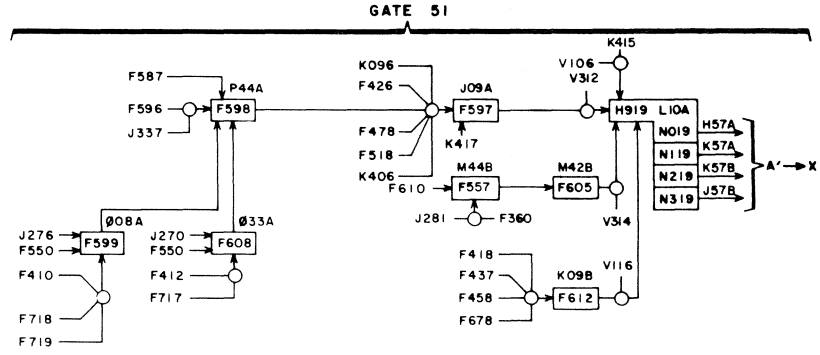 GATE 51
K415
F587
P44A
K096
V106
F426
J09A
V312
F596
F598
F597
H919
L10A
J337
F478
N019
H57A
F518
K417
N119
K57A
A' → X
K406
M44B
M42B
N219
K57B
F610
F557
F605
N319
J57B
Ø08A
Ø33A
V314
J276
J270
J281
F360
F599
F608
F550
F550
F418
F410
F412
F437
K09B
V116
F717
F458
F612
F718
F678
F719